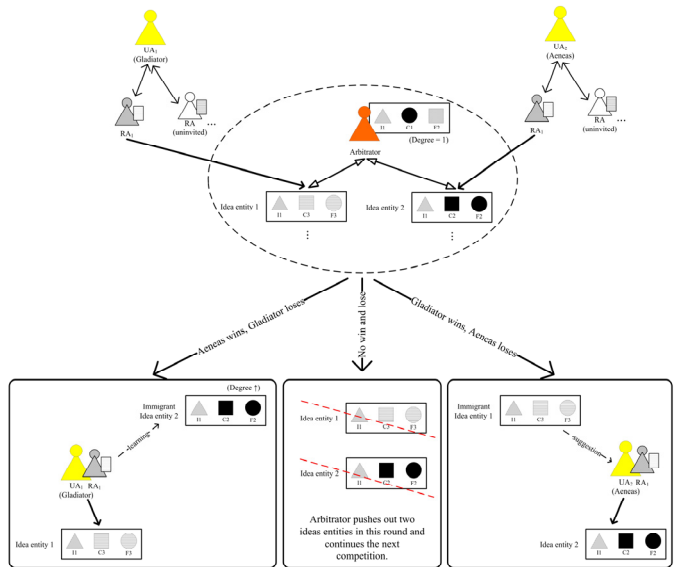 UA₁
(Gladiator)
UA₂
(Aeneas)
RA₁
RA
(uninvited)
...
RA₁
RA
(uninvited)
...
I1
C1
F2
(Degree = 1)
Arbitrator
Idea entity 1
I1
C3
F3
...
Idea entity 2
I1
C2
F2
...
Aeneas wins, Gladiator loses
No win and lose
Gladiator wins, Aeneas loses
(Degree ↑)
Immigrant
Idea entity 2
I1
C2
F2
learning
UA₁ RA₁
(Gladiator)
Idea entity 1
I1
C3
F3
Idea entity 1
I1
C3
F3
Idea entity 2
I1
C2
F3
Arbitrator pushes out two
ideas entities in this round and
continues the next
competition.
Immigrant
Idea entity 1
I1
C3
F3
suggestion
UA₂ RA₁
(Aeneas)
Idea entity 2
I1
C2
F2